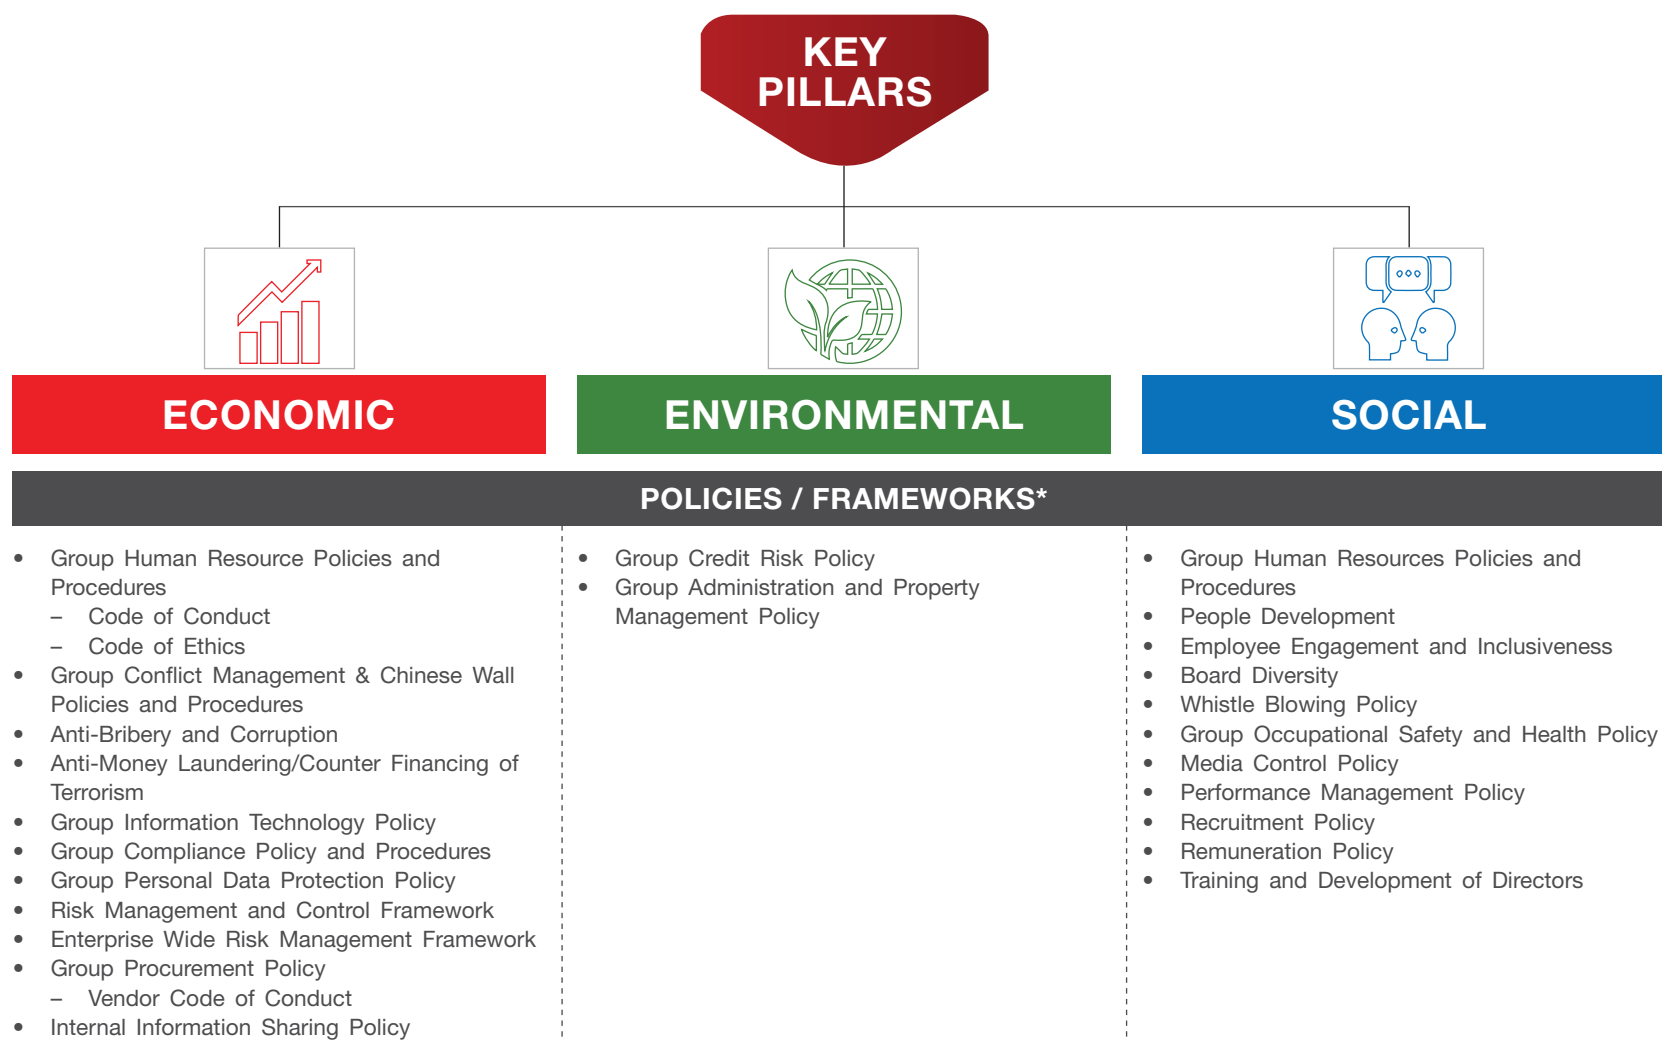 KEY
PILLARS
ECONOMIC
ENVIRONMENTAL
SOCIAL
POLICIES / FRAMEWORKS*
• Group Human Resource Policies and
Procedures
– Code of Conduct
– Code of Ethics
• Group Conflict Management & Chinese Wall
Policies and Procedures
• Anti-Bribery and Corruption
• Anti-Money Laundering/Counter Financing of
Terrorism
• Group Information Technology Policy
• Group Compliance Policy and Procedures
• Group Personal Data Protection Policy
• Risk Management and Control Framework
• Enterprise Wide Risk Management Framework
• Group Procurement Policy
– Vendor Code of Conduct
• Internal Information Sharing Policy
• Group Credit Risk Policy
• Group Administration and Property
Management Policy
• Group Human Resources Policies and
Procedures
• People Development
• Employee Engagement and Inclusiveness
• Board Diversity
• Whistle Blowing Policy
• Group Occupational Safety and Health Policy
• Media Control Policy
• Performance Management Policy
• Recruitment Policy
• Remuneration Policy
• Training and Development of Directors